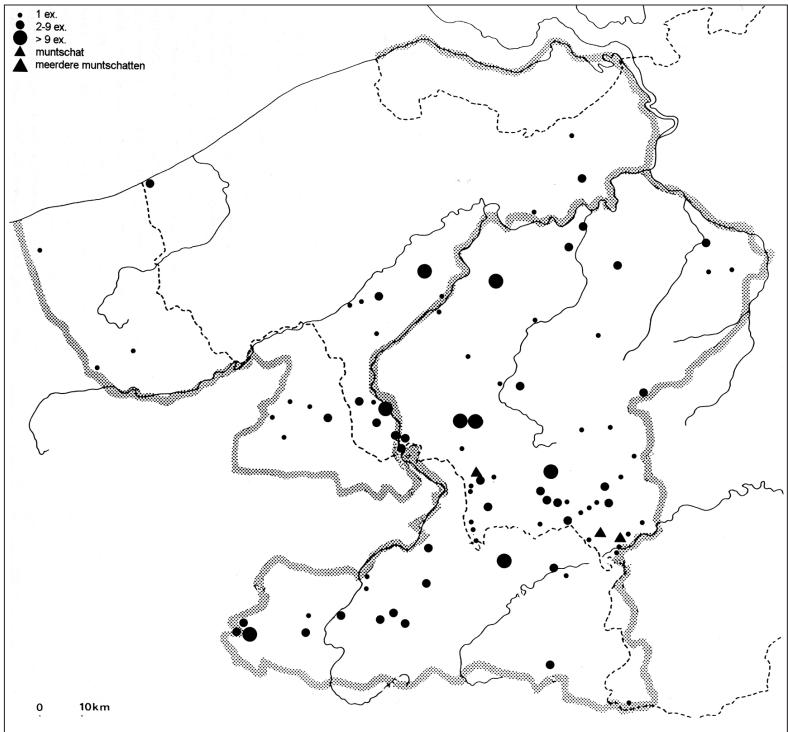 1 ex.
2-9 ex.
> 9 ex.
muntschat
meerdere muntschatten
0 10km